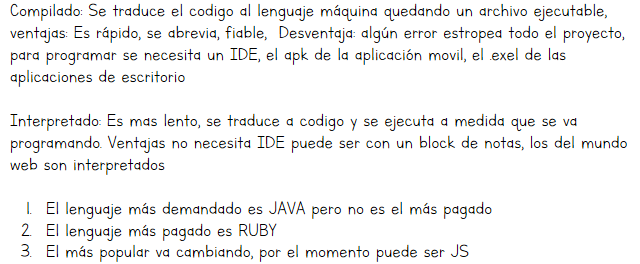 Compilado: Se traduce el codigo al lenguaje máquina quedando un archivo ejecutable,
ventajas: Es rápido, se abrevia, fiable,  Desventaja: algún error estropea todo el proyecto,
para programar se necesita un IDE, el apk de la aplicación movil, el .exel de las
aplicaciones de escritorio
Interpretado: Es mas lento, se traduce a codigo y se ejecuta a medida que se va
programando. Ventajas no necesita IDE puede ser con un block de notas, los del mundo
web son interpretados
1. El lenguaje más demandado es JAVA pero no es el más pagado
2. El lenguaje más pagado es RUBY
3. El más popular va cambiando, por el momento puede ser JS